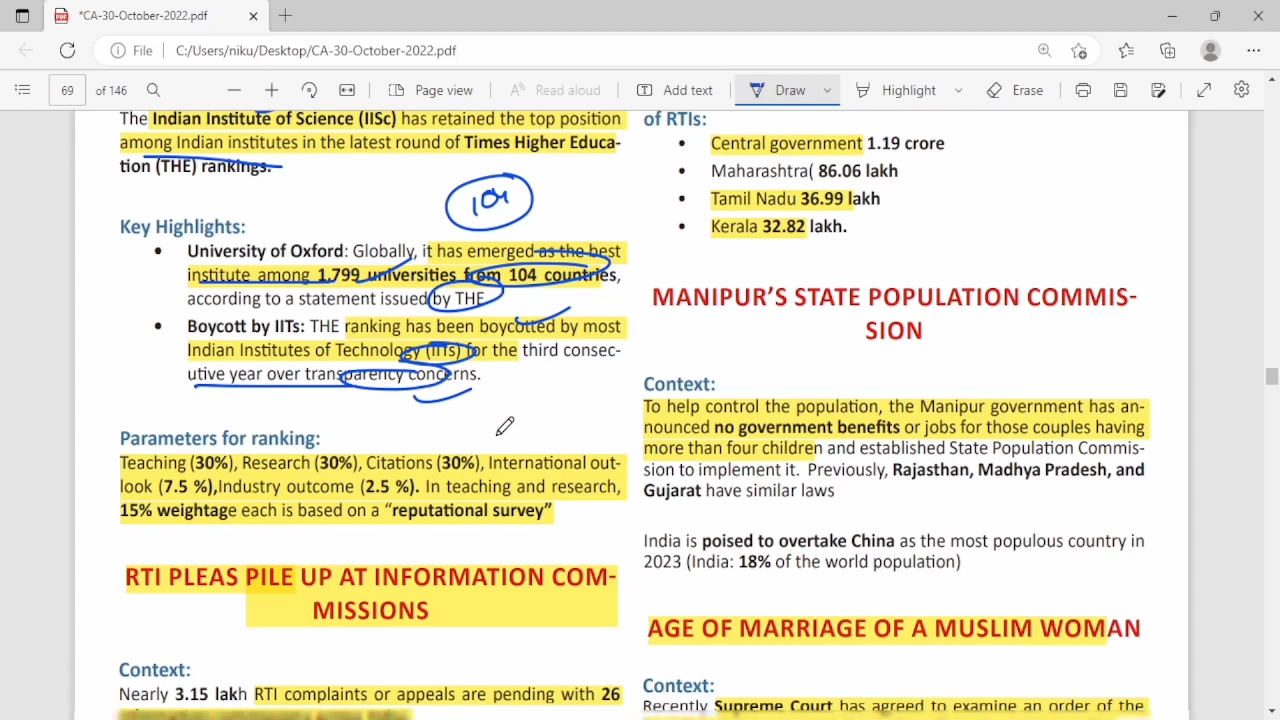 *CA-30-October-2022.pdf
File
C:/Users/niku/Desktop/CA-30-October-2022.pdf
69 of 146
Page view
Read aloud
Add text
Draw
Highlight
Erase
The Indian Institute of Science (IISc) has retained the top position
among Indian institutes in the latest round of Times Higher Educa-
tion (THE) rankings.
104
Key Highlights:
• University of Oxford: Globally, it has emerged as the best
institute among 1,799 universities from 104 countries,
according to a statement issued by THE
• Boycott by IITs: THE ranking has been boycotted by most
Indian Institutes of Technology (IITs) for the third consec-
utive year over transparency concerns.
Parameters for ranking:
Teaching (30%), Research (30%), Citations (30%), International out-
look (7.5 %),Industry outcome (2.5 %). In teaching and research,
15% weightage each is based on a “reputational survey”
RTI PLEAS PILE UP AT INFORMATION COM-
MISSIONS
Context:
Nearly 3.15 lakh RTI complaints or appeals are pending with 26
of RTIs:
• Central government 1.19 crore
• Maharashtra( 86.06 lakh
• Tamil Nadu 36.99 lakh
• Kerala 32.82 lakh.
MANIPUR’S STATE POPULATION COMMIS-
SION
Context:
To help control the population, the Manipur government has an-
nounced no government benefits or jobs for those couples having
more than four children and established State Population Commis-
sion to implement it. Previously, Rajasthan, Madhya Pradesh, and
Gujarat have similar laws
India is poised to overtake China as the most populous country in
2023 (India: 18% of the world population)
AGE OF MARRIAGE OF A MUSLIM WOMAN
Context:
Recently Supreme Court has agreed to examine an order of the